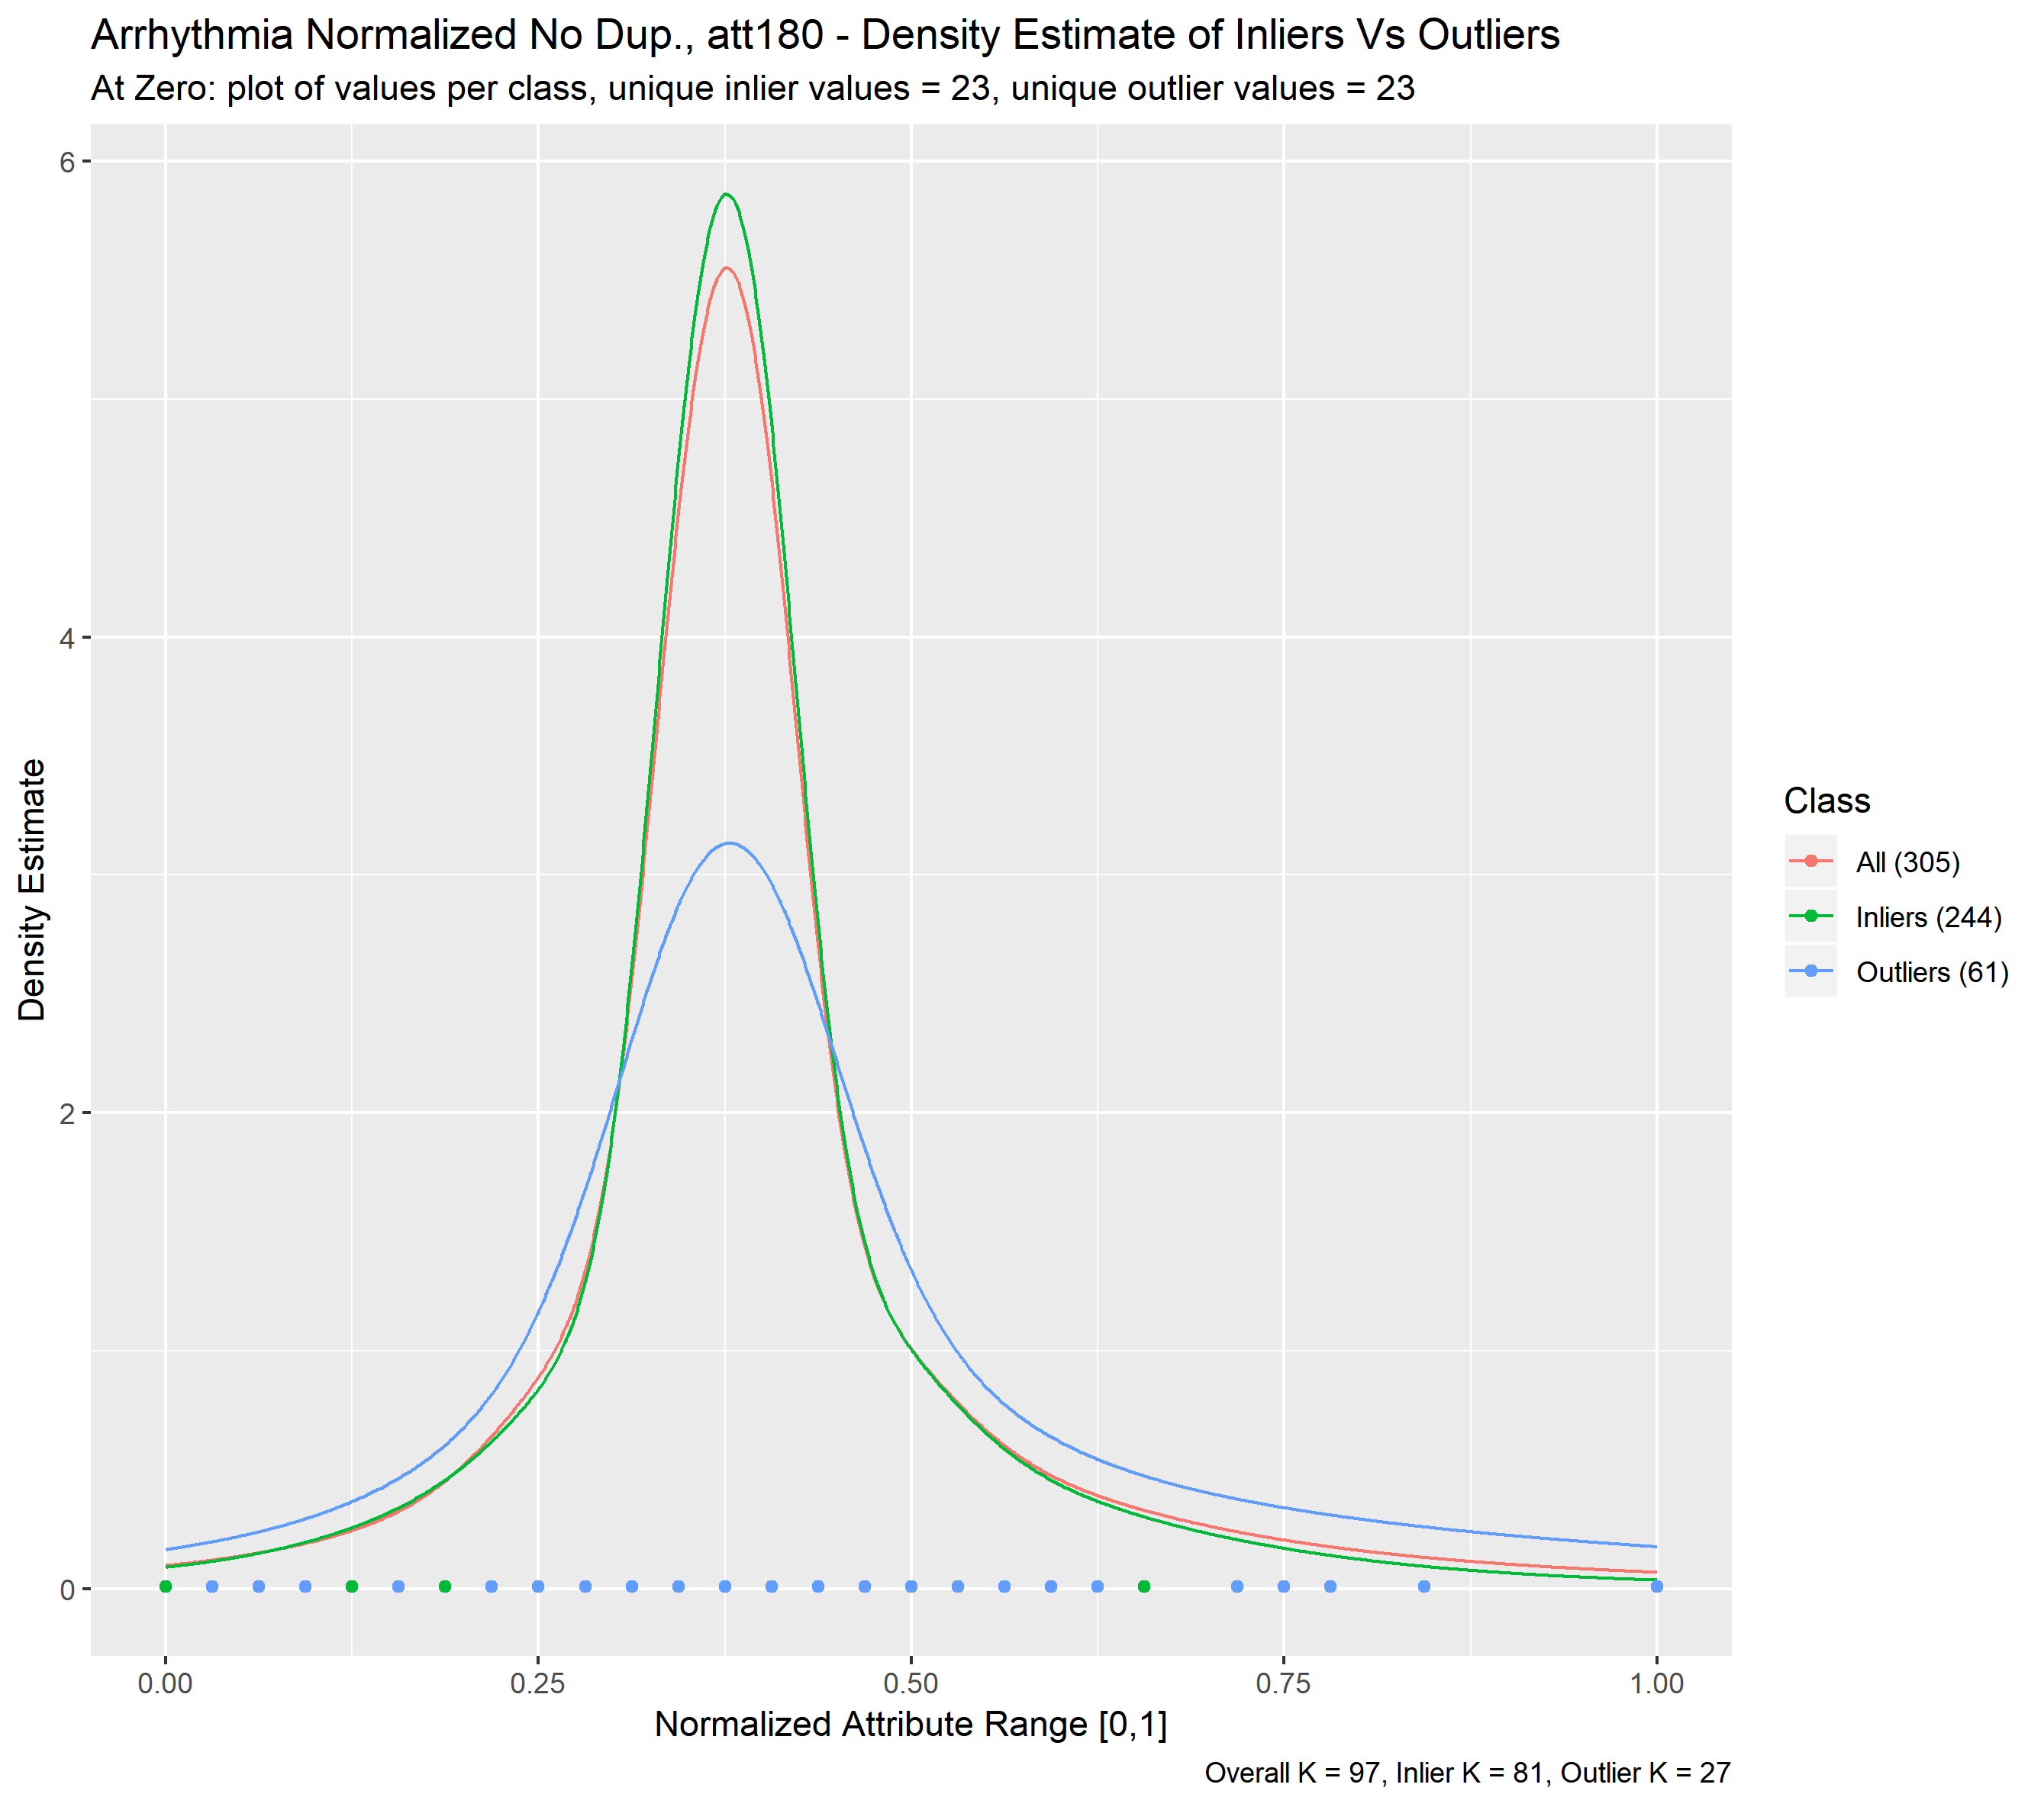 Arrhythmia Normalized No Dup., att180 - Density Estimate of Inliers Vs Outliers
At Zero: plot of values per class, unique inlier values = 23, unique outlier values = 23
6
4
2
0
Density Estimate
0.00 0.25 0.50 0.75 1.00
Normalized Attribute Range [0,1]
Overall K = 97, Inlier K = 81, Outlier K = 27
Class
All (305)
Inliers (244)
Outliers (61)